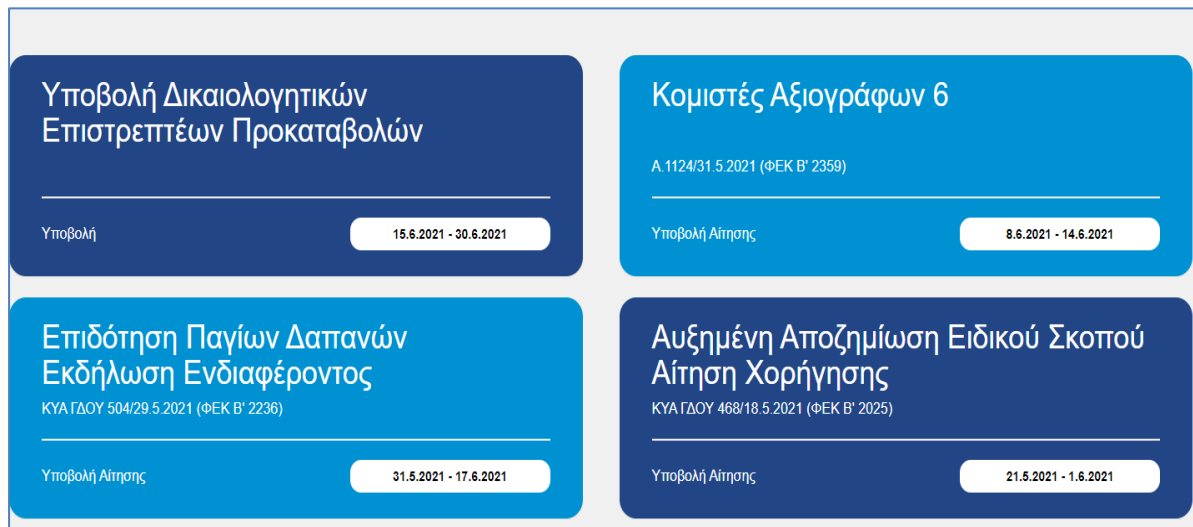 Υποβολή Δικαιολογητικών
Επιστρεπτέων Προκαταβολών
Υποβολή
15.6.2021 - 30.6.2021
Κομιστές Αξιογράφων 6
Α.1124/31.5.2021 (ΦΕΚ Β' 2359)
Υποβολή Αίτησης
8.6.2021 - 14.6.2021
Επιδότηση Παγίων Δαπανών
Εκδήλωση Ενδιαφέροντος
ΚΥΑ ΓΔΟΥ 504/29.5.2021 (ΦΕΚ Β' 2236)
Υποβολή Αίτησης
31.5.2021 - 17.6.2021
Αυξημένη Αποζημίωση Ειδικού Σκοπού
Αίτηση Χορήγησης
ΚΥΑ ΓΔΟΥ 468/18.5.2021 (ΦΕΚ Β' 2025)
Υποβολή Αίτησης
21.5.2021 - 1.6.2021